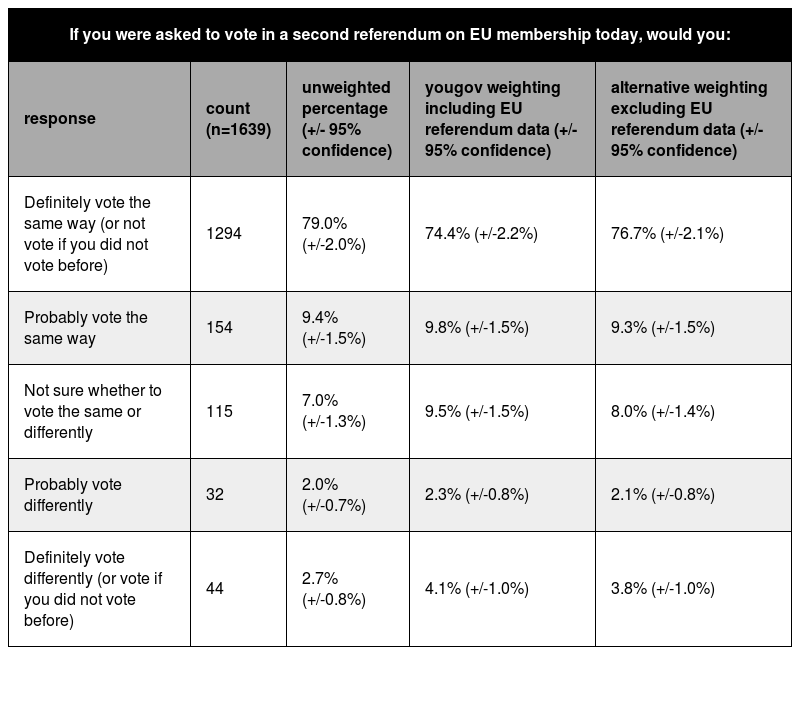 If you were asked to vote in a second referendum on EU membership today, would you:
response
count
(n=1639)
unweighted
percentage
(+/- 95%
confidence)
yougov weighting
including EU
referendum data (+/-
95% confidence)
alternative weighting
excluding EU
referendum data (+/-
95% confidence)
Definitely vote the
same way (or not
vote if you did not
vote before)
1294
79.0%
(+/-2.0%)
74.4% (+/-2.2%)
76.7% (+/-2.1%)
Probably vote the
same way
154
9.4%
(+/-1.5%)
9.8% (+/-1.5%)
9.3% (+/-1.5%)
Not sure whether to
vote the same or
differently
115
7.0%
(+/-1.3%)
9.5% (+/-1.5%)
8.0% (+/-1.4%)
Probably vote
differently
32
2.0%
(+/-0.7%)
2.3% (+/-0.8%)
2.1% (+/-0.8%)
Definitely vote
differently (or vote if
you did not vote
before)
44
2.7%
(+/-0.8%)
4.1% (+/-1.0%)
3.8% (+/-1.0%)